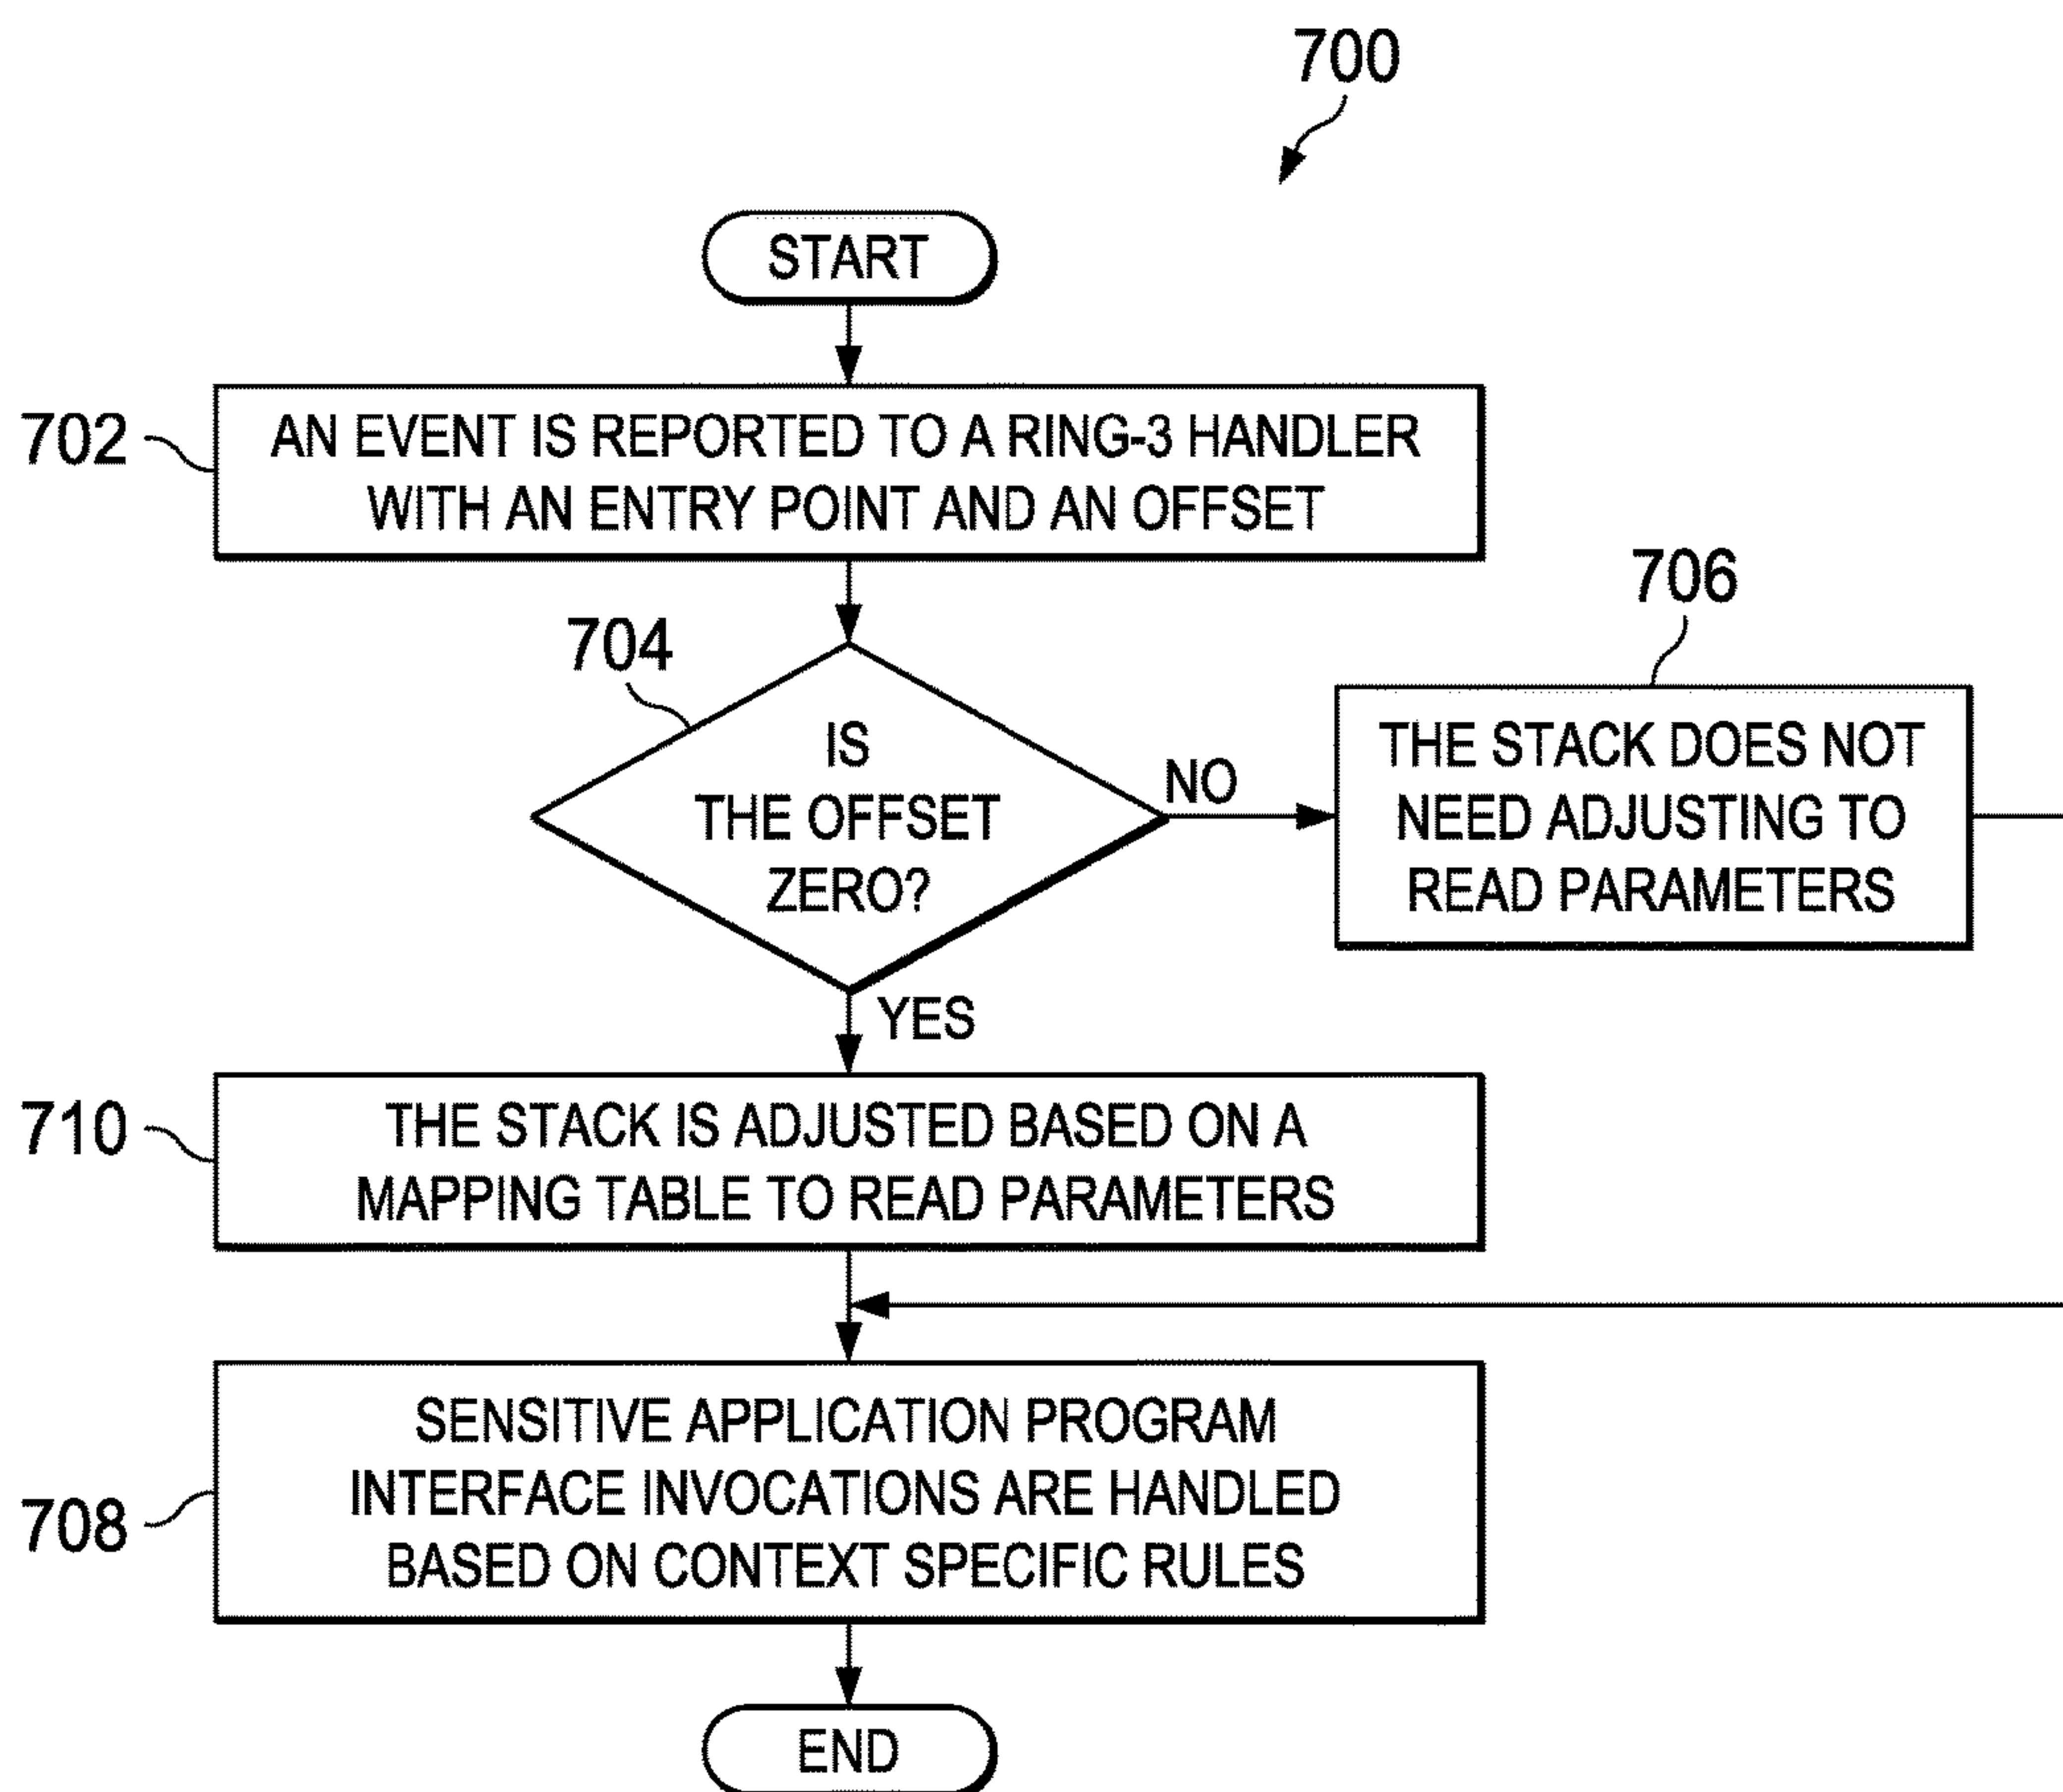 700
START
702
AN EVENT IS REPORTED TO A RING-3 HANDLER
WITH AN ENTRY POINT AND AN OFFSET
704
IS
THE OFFSET
ZERO?
NO
706
THE STACK DOES NOT
NEED ADJUSTING TO
READ PARAMETERS
YES
710
THE STACK IS ADJUSTED BASED ON A
MAPPING TABLE TO READ PARAMETERS
708
SENSITIVE APPLICATION PROGRAM
INTERFACE INVOCATIONS ARE HANDLED
BASED ON CONTEXT SPECIFIC RULES
END